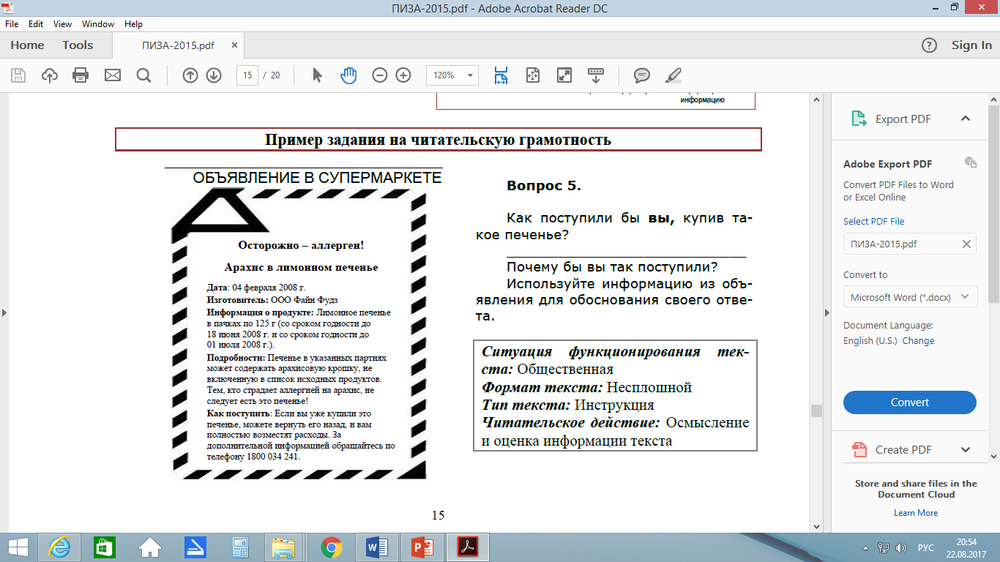 ПИЗА-2015.pdf - Adobe Acrobat Reader DC
File Edit View Window Help
Home Tools ПИЗА-2015.pdf × Sign In
15 / 20 120%
информацию
Пример задания на читательскую грамотность
ОБЪЯВЛЕНИЕ В СУПЕРМАРКЕТЕ
Осторожно – аллерген!
Арахис в лимонном печенье
Дата: 04 февраля 2008 г.
Изготовитель: ООО Файн Фудз
Информация о продукте: Лимонное печенье
в пачках по 125 г (со сроком годности до
18 июня 2008 г. и со сроком годности до
01 июля 2008 г.).
Подробности: Печенье в указанных партиях
может содержать арахисовую крошку, не
включенную в список исходных продуктов.
Тем, кто страдает аллергией на арахис, не
следует есть это печенье!
Как поступить: Если вы уже купили это
печенье, можете вернуть его назад, и вам
полностью возместят расходы. За
дополнительной информацией обращайтесь по
телефону 1800 034 241.
Вопрос 5.
Как поступили бы вы, купив та-
кое печенье?
Почему бы вы так поступили?
Используйте информацию из объ-
явления для обоснования своего отве-
та.
Ситуация функционирования тек-
ста: Общественная
Формат текста: Несплошной
Тип текста: Инструкция
Читательское действие: Осмысление
и оценка информации текста
15
Export PDF
Adobe Export PDF
Convert PDF Files to Word
or Excel Online
Select PDF File
ПИЗА-2015.pdf
Convert to
Microsoft Word (*.docx)
Document Language:
English (U.S.) Change
Convert
Create PDF
Store and share files in the
Document Cloud
Learn More
РУС
20:54
22.08.2017